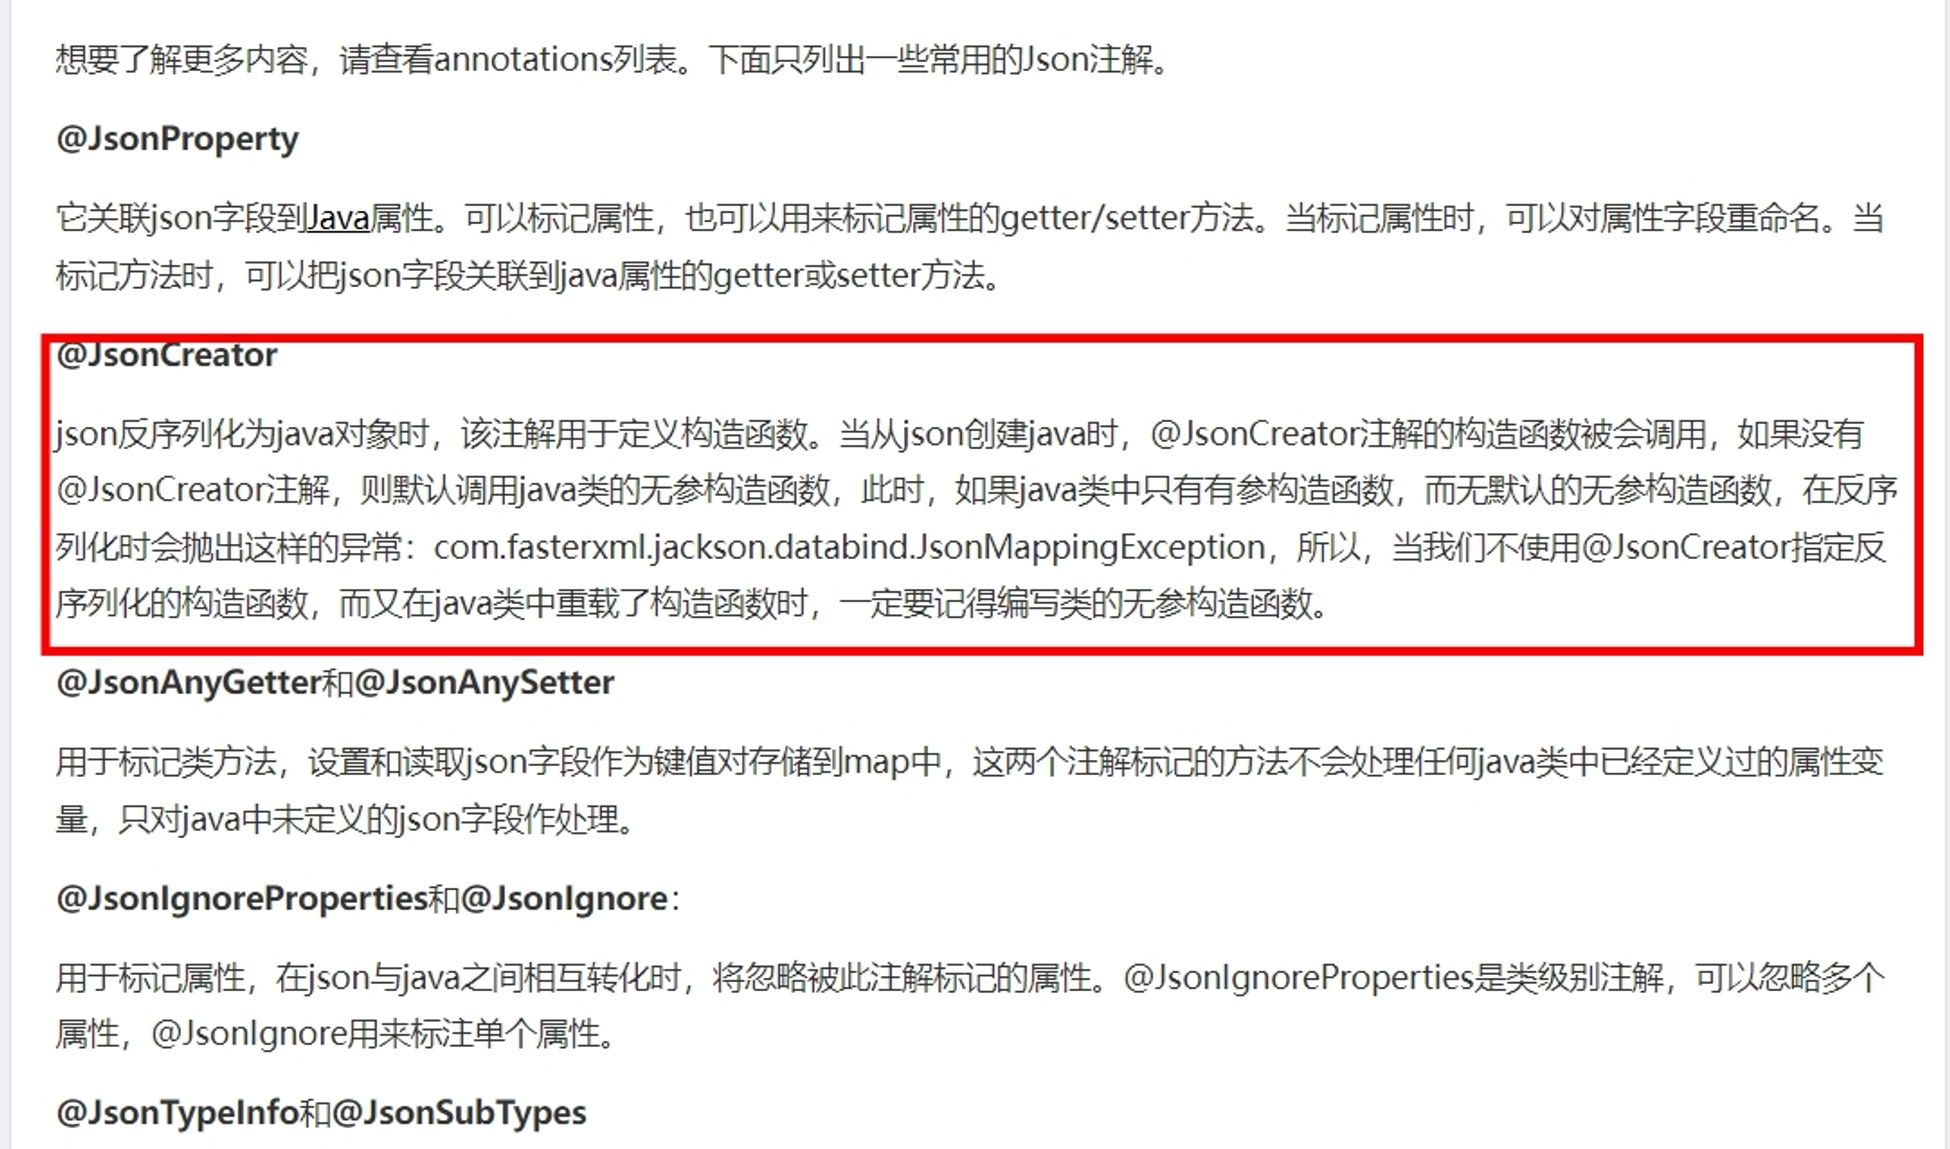 想要了解更多内容，请查看annotations列表。下面只列出一些常用的Json注解。
@JsonProperty
它关联json字段到Java属性。可以标记属性，也可以用来标记属性的getter/setter方法。当标记属性时，可以对属性字段重命名。当
标记方法时，可以把json字段关联到java属性的getter或setter方法。
@JsonCreator
json反序列化为java对象时，该注解用于定义构造函数。当从json创建java时，@JsonCreator注解的构造函数被会调用，如果没有
@JsonCreator注解，则默认调用java类的无参构造函数，此时，如果java类中只有有参构造函数，而无默认的无参构造函数，在反序
列化时会抛出这样的异常：com.fasterxml.jackson.databind.JsonMappingException，所以，当我们不使用@JsonCreator指定反
序列化的构造函数，而又在java类中重载了构造函数时，一定要记得编写类的无参构造函数。
@JsonAnyGetter和@JsonAnySetter
用于标记类方法，设置和读取json字段作为键值对存储到map中，这两个注解标记的方法不会处理任何java类中已经定义过的属性变
量，只对java中未定义的json字段作处理。
@JsonIgnoreProperties和@JsonIgnore：
用于标记属性，在json与java之间相互转化时，将忽略被此注解标记的属性。@JsonIgnoreProperties是类级别注解，可以忽略多个
属性，@JsonIgnore用来标注单个属性。
@JsonTypeInfo和@JsonSubTypes